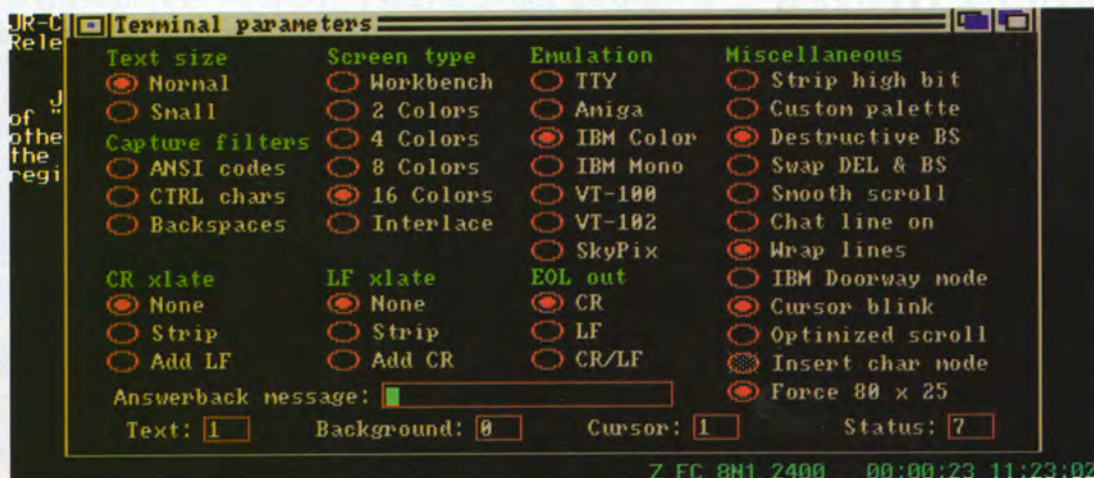 JR-C
Rele
J
of "
othe
the
regi
Terminal parameters
Text size
Normal
Small
Capture filters
ANSI codes
CTRL chars
Backspaces
Screen type
Workbench
2 Colors
4 Colors
8 Colors
16 Colors
Interlace
Emulation
TTY
Amiga
IBM Color
IBM Mono
VT-100
VT-102
SkyPix
Miscellaneous
Strip high bit
Custom palette
Destructive BS
Swap DEL & BS
Smooth scroll
Chat line on
Wrap lines
IBM Doorway mode
Cursor blink
Optimized scroll
Insert char mode
Force 80 x 25
CR xlate
None
Strip
Add LF
LF xlate
None
Strip
Add CR
EOL out
CR
LF
CR/LF
Answerback message:
Text: 1 Background: 0 Cursor: 1 Status: 7
Z EC 8N1 2400 00:00:23 11:23:02